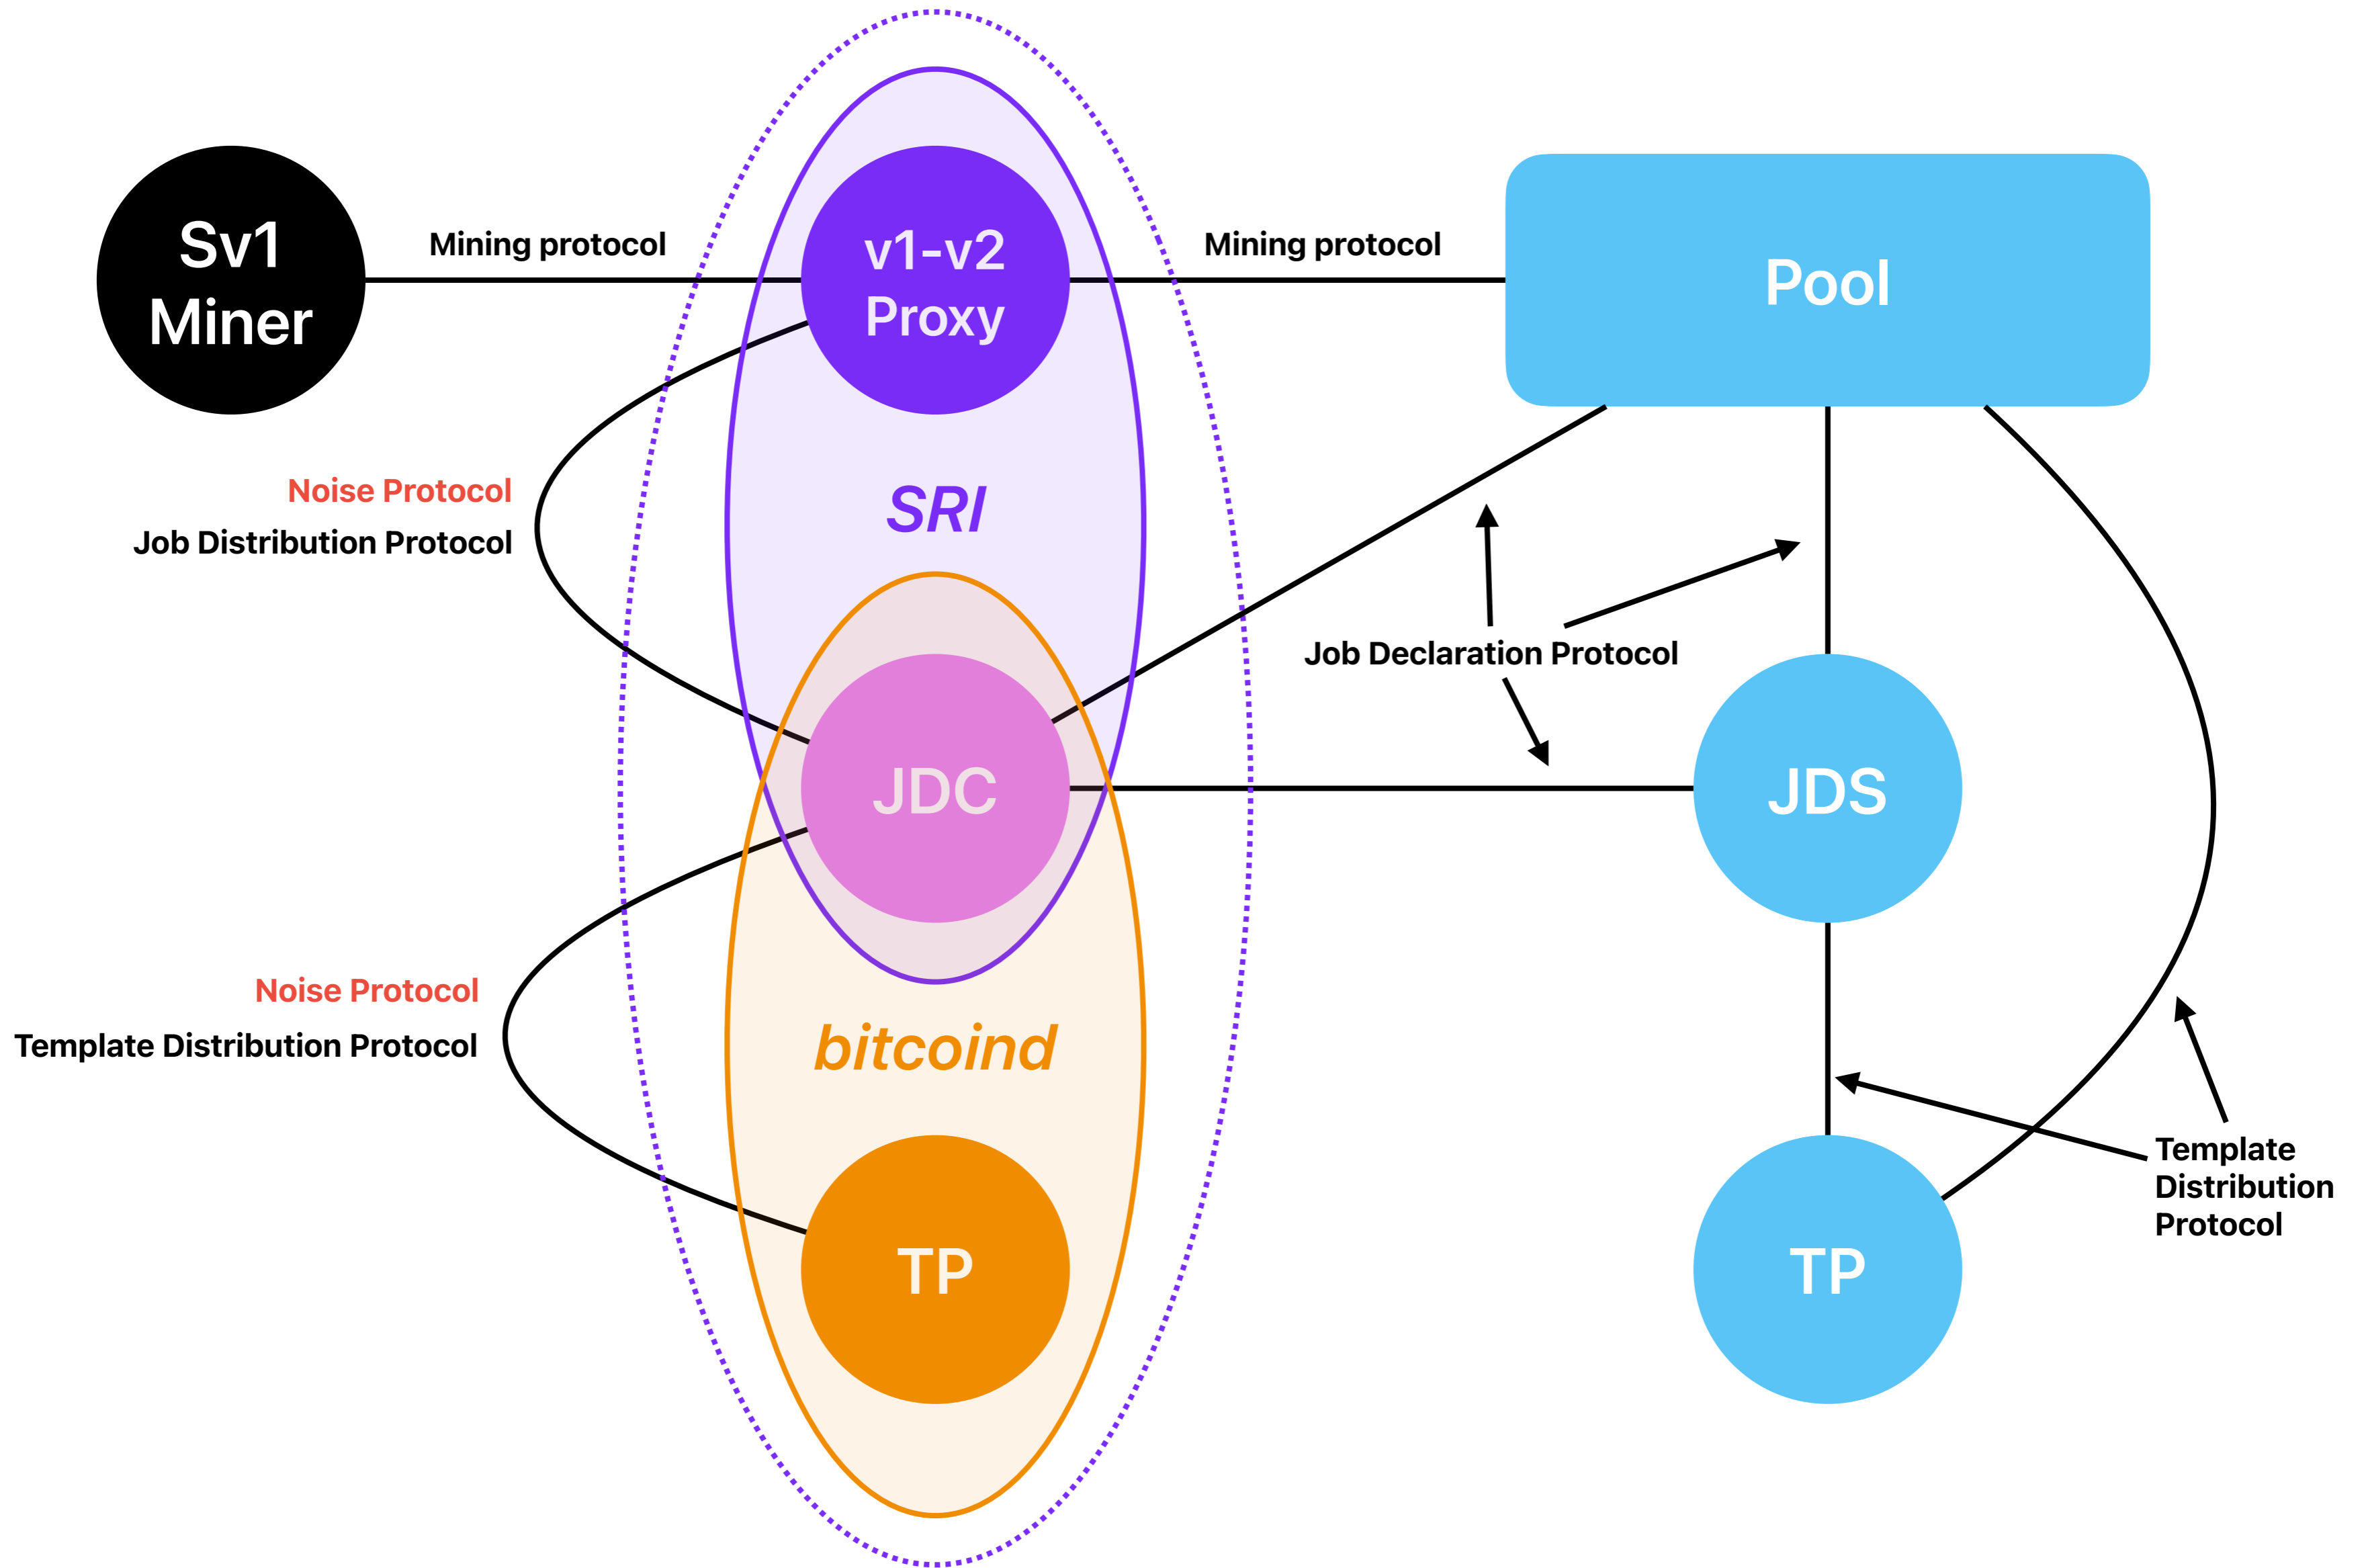 Sv1
Miner
Mining protocol
v1-v2
Proxy
Mining protocol
Pool
Noise Protocol
Job Distribution Protocol
SRI
Job Declaration Protocol
JDC
JDS
Noise Protocol
Template Distribution Protocol
bitcoind
TP
TP
Template
Distribution
Protocol